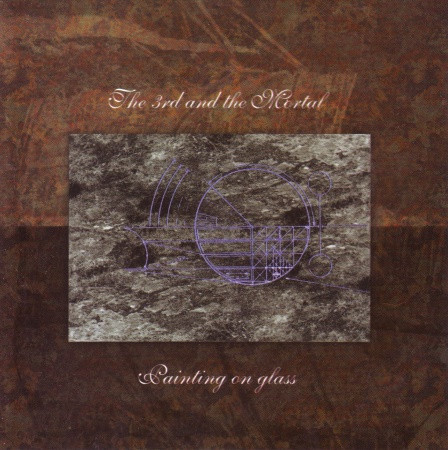 The 3rd and the Mortal
Painting on glass